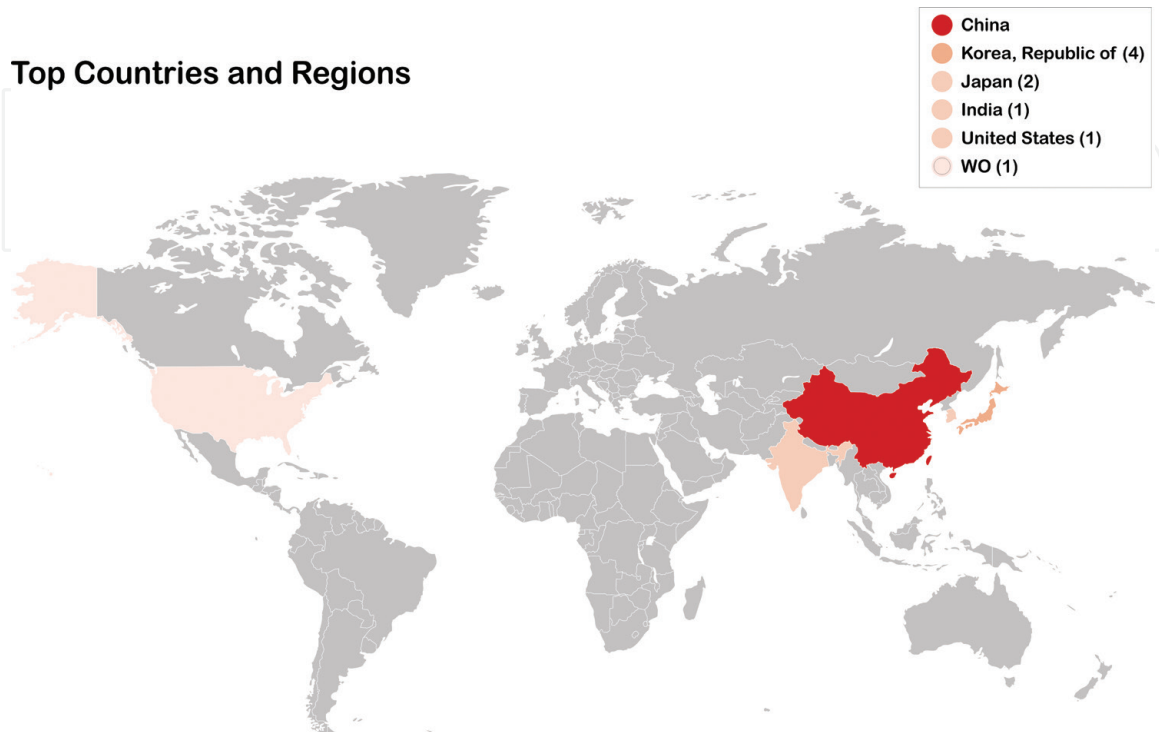 Top Countries and Regions
China
Korea, Republic of (4)
Japan (2)
India (1)
United States (1)
WO (1)